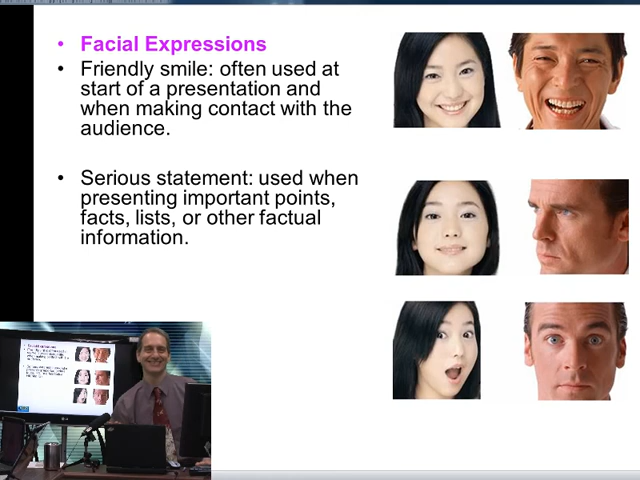 • Facial Expressions
• Friendly smile: often used at
start of a presentation and
when making contact with the
audience.
• Serious statement: used when
presenting important points,
facts, lists, or other factual
information.